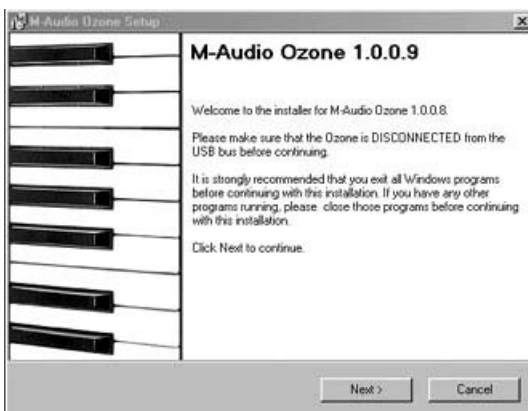 M-Audio Ozone Setup
M-Audio Ozone 1.0.0.9
Welcome to the installer for M-Audio Ozone 1.0.0.8.
Please make sure that the Ozone is DISCONNECTED from the
USB bus before continuing.
It is strongly recommended that you exit all Windows programs
before continuing with this installation. If you have any other
programs running, please close those programs before continuing
with this installation.
Click Next to continue.
Next >
Cancel